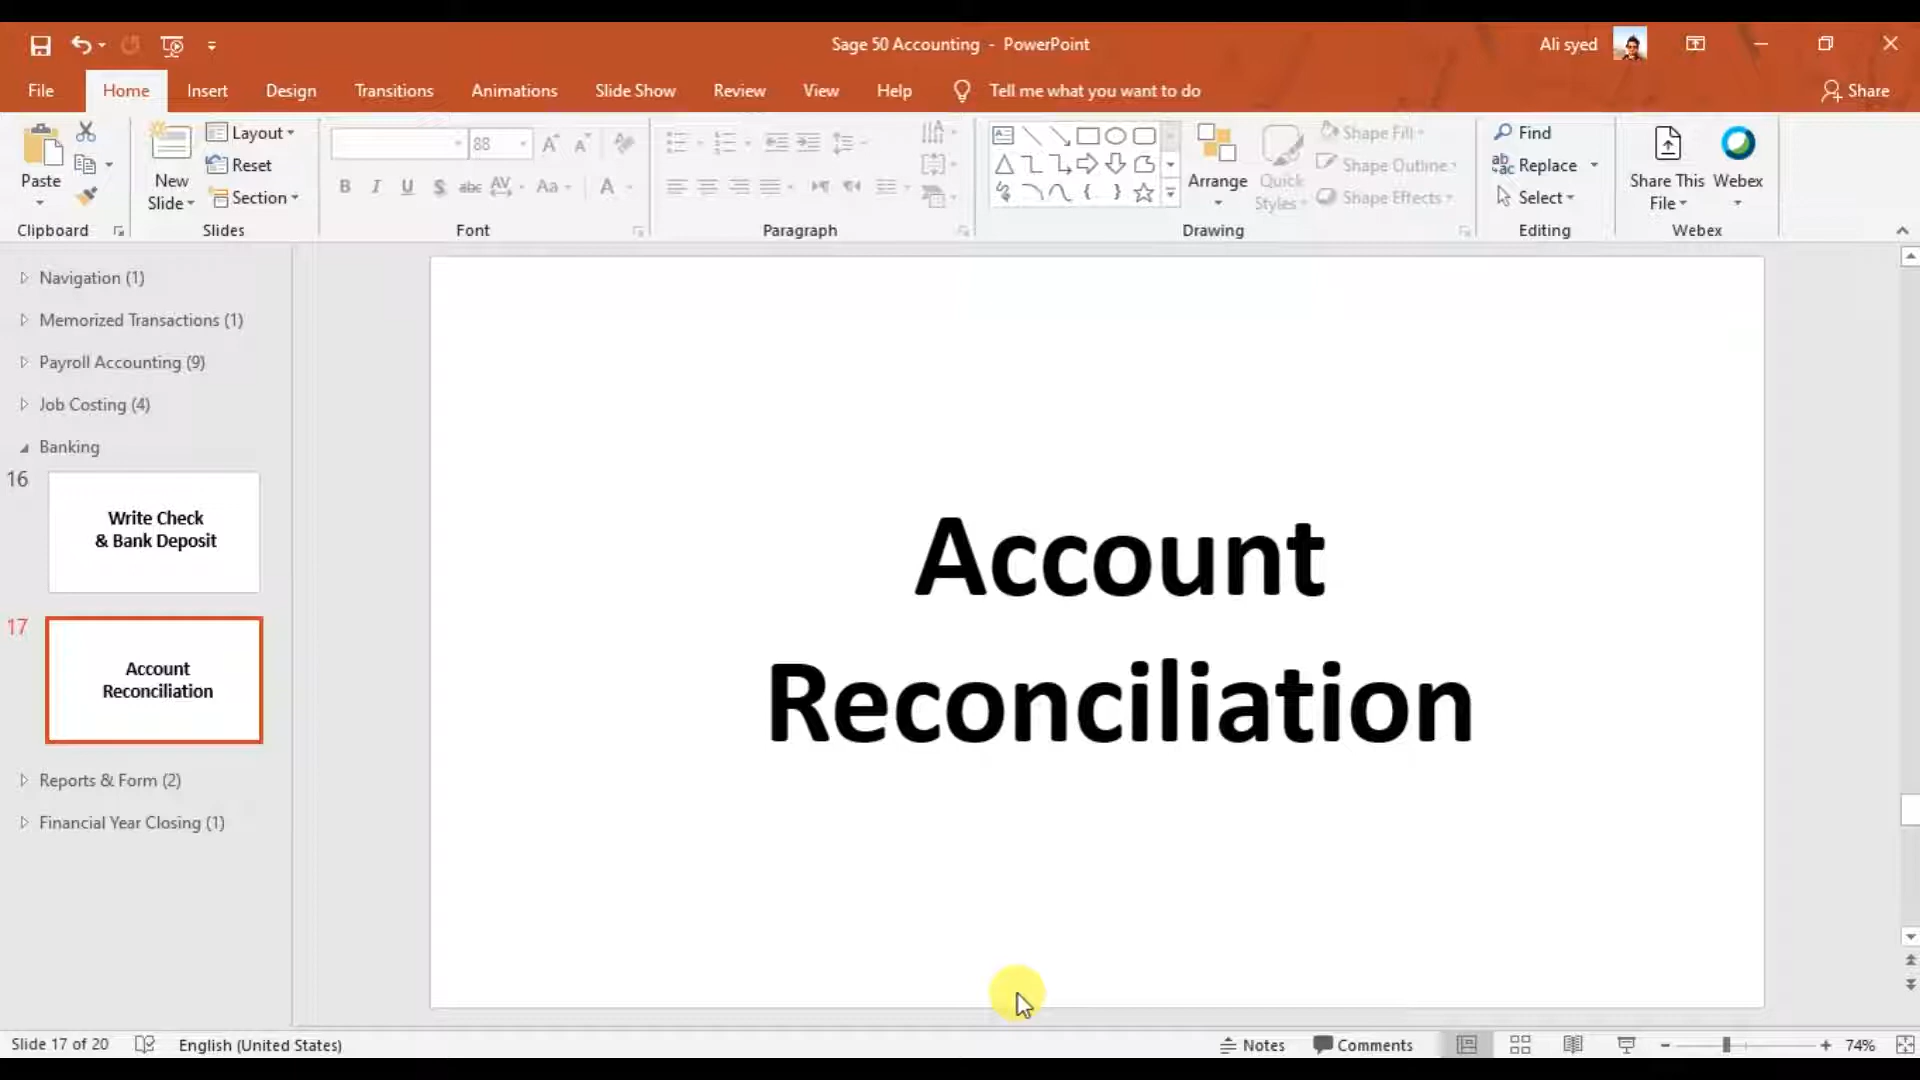 Sage 50 Accounting - PowerPoint
Ali syed
File Home Insert Design Transitions Animations Slide Show Review View Help Tell me what you want to do Share
Paste
Clipboard
New Slide
Layout
Reset
Section
Slides
88
B I U S abc AV Aa A
Font
Paragraph
Arrange
Quick Styles
Shape Fill
Shape Outline
Shape Effects
Drawing
Find
Replace
Select
Editing
Share This File
Webex
Webex
Navigation (1)
Memorized Transactions (1)
Payroll Accounting (9)
Job Costing (4)
Banking
16
Write Check
& Bank Deposit
17
Account
Reconciliation
Reports & Form (2)
Financial Year Closing (1)
Account
Reconciliation
Slide 17 of 20 English (United States) Notes Comments 74%